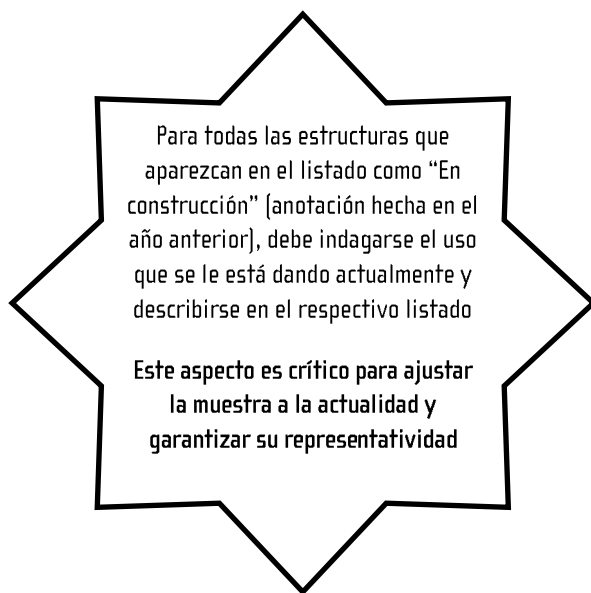 Para todas las estructuras que
aparezcan en el listado como “En
construcción” (anotación hecha en el
año anterior), debe indagarse el uso
que se le está dando actualmente y
describirse en el respectivo listado
Este aspecto es crítico para ajustar
la muestra a la actualidad y
garantizar su representatividad